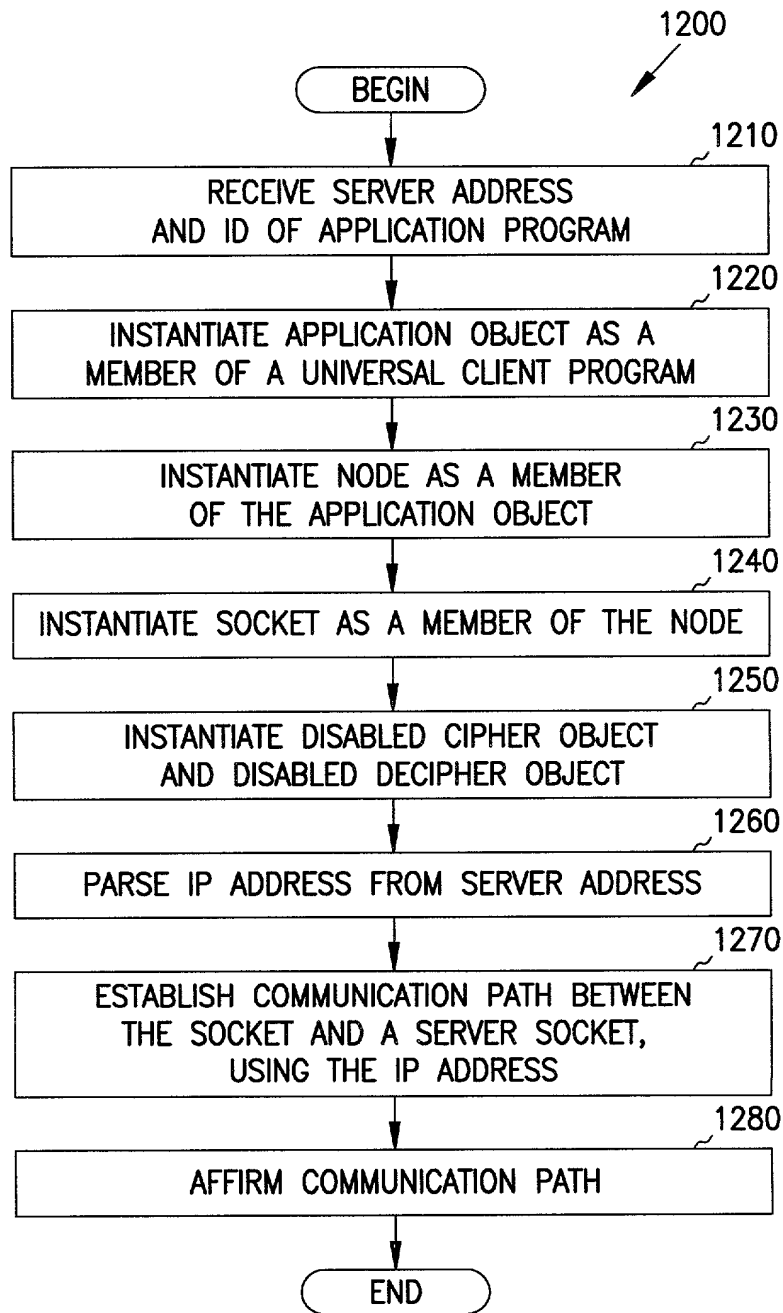 1200
BEGIN
1210
RECEIVE SERVER ADDRESS
AND ID OF APPLICATION PROGRAM
1220
INSTANTIATE APPLICATION OBJECT AS A
MEMBER OF A UNIVERSAL CLIENT PROGRAM
1230
INSTANTIATE NODE AS A MEMBER
OF THE APPLICATION OBJECT
1240
INSTANTIATE SOCKET AS A MEMBER OF THE NODE
1250
INSTANTIATE DISABLED CIPHER OBJECT
AND DISABLED DECIPHER OBJECT
1260
PARSE IP ADDRESS FROM SERVER ADDRESS
1270
ESTABLISH COMMUNICATION PATH BETWEEN
THE SOCKET AND A SERVER SOCKET,
USING THE IP ADDRESS
1280
AFFIRM COMMUNICATION PATH
END